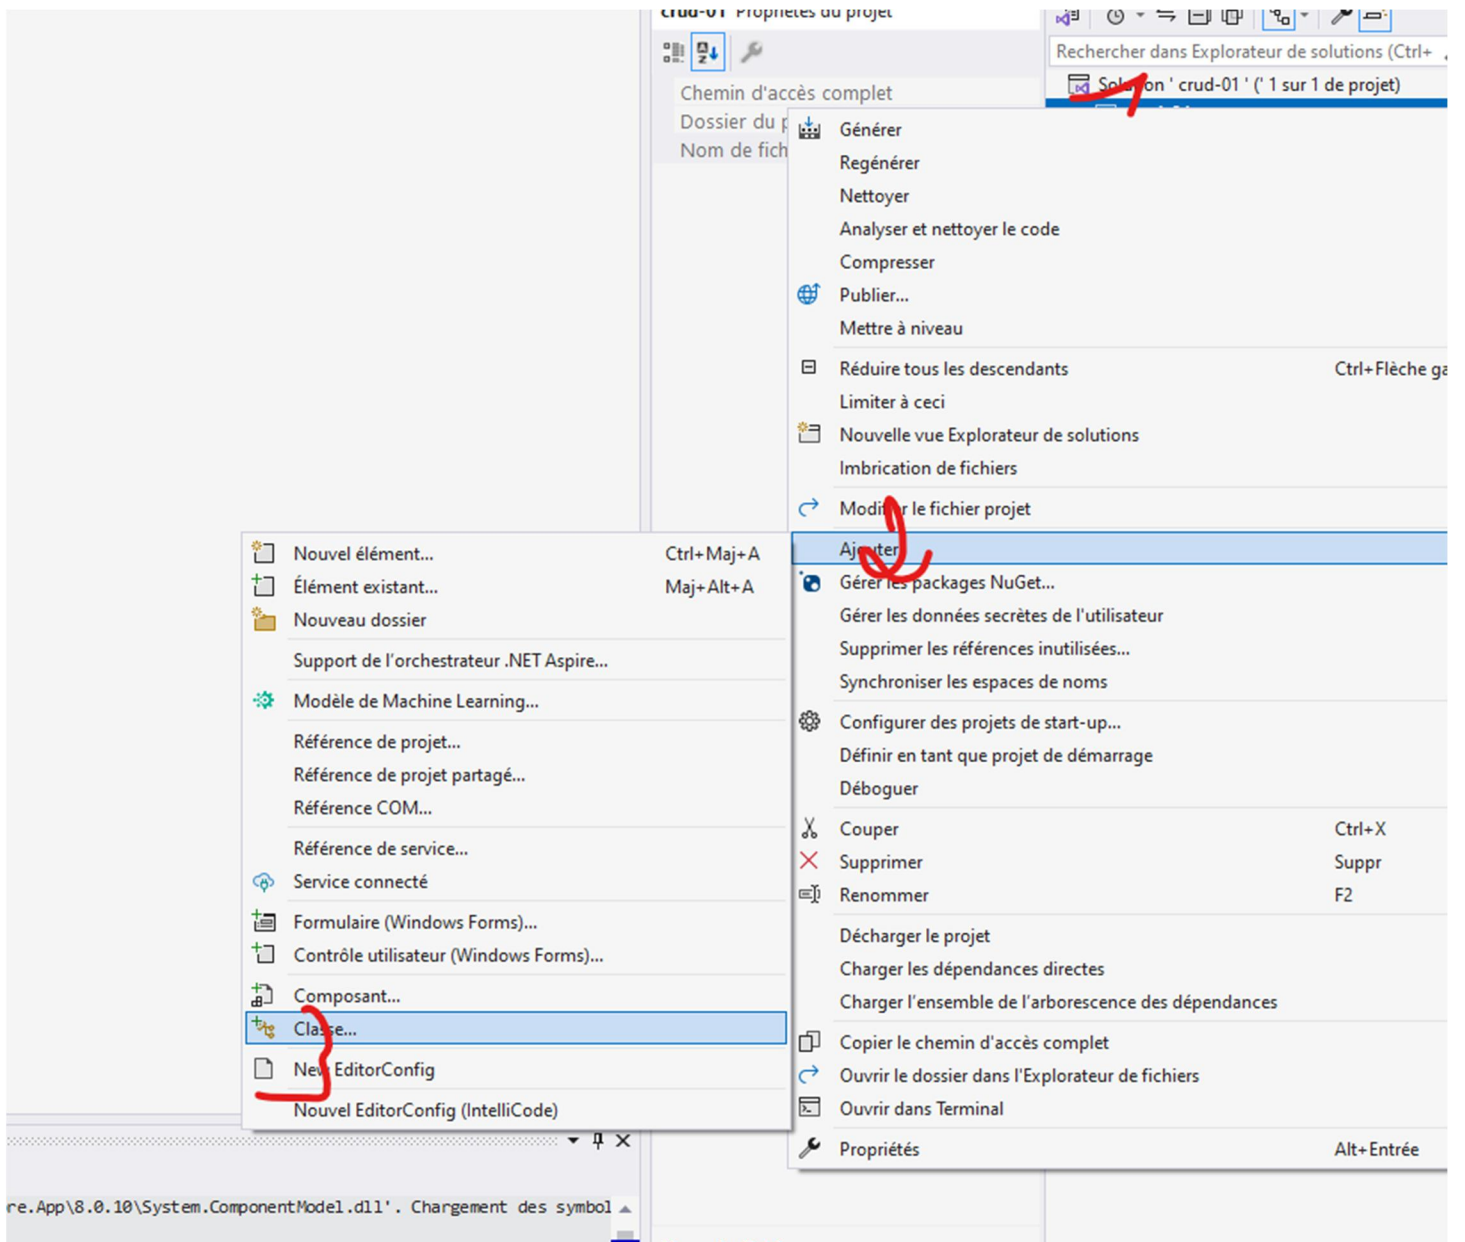 crud-01 Propriétés du projet
Rechercher dans Explorateur de solutions (Ctrl+
Solution ' crud-01 ' (' 1 sur 1 de projet)
1
Chemin d'accès complet
Dossier du p
Nom de fich
Générer
Regénérer
Nettoyer
Analyser et nettoyer le code
Compresser
Publier...
Mettre à niveau
Réduire tous les descendants Ctrl+Flèche ga
Limiter à ceci
Nouvelle vue Explorateur de solutions
Imbrication de fichiers
Modifier le fichier projet
Ajouter
2
Gérer les packages NuGet...
Gérer les données secrètes de l'utilisateur
Supprimer les références inutilisées...
Synchroniser les espaces de noms
Configurer des projets de start-up...
Définir en tant que projet de démarrage
Déboguer
Couper Ctrl+X
Supprimer Suppr
Renommer F2
Décharger le projet
Charger les dépendances directes
Charger l'ensemble de l'arborescence des dépendances
Copier le chemin d'accès complet
Ouvrir le dossier dans l'Explorateur de fichiers
Ouvrir dans Terminal
Propriétés Alt+Entrée
Nouvel élément... Ctrl+Maj+A
Élément existant... Maj+Alt+A
Nouveau dossier
Support de l'orchestrateur .NET Aspire...
Modèle de Machine Learning...
Référence de projet...
Référence de projet partagé...
Référence COM...
Référence de service...
Service connecté
Formulaire (Windows Forms)...
Contrôle utilisateur (Windows Forms)...
Composant...
Classe...
3
New EditorConfig
Nouvel EditorConfig (IntelliCode)
re.App\8.0.10\System.ComponentModel.dll'. Chargement des symbol